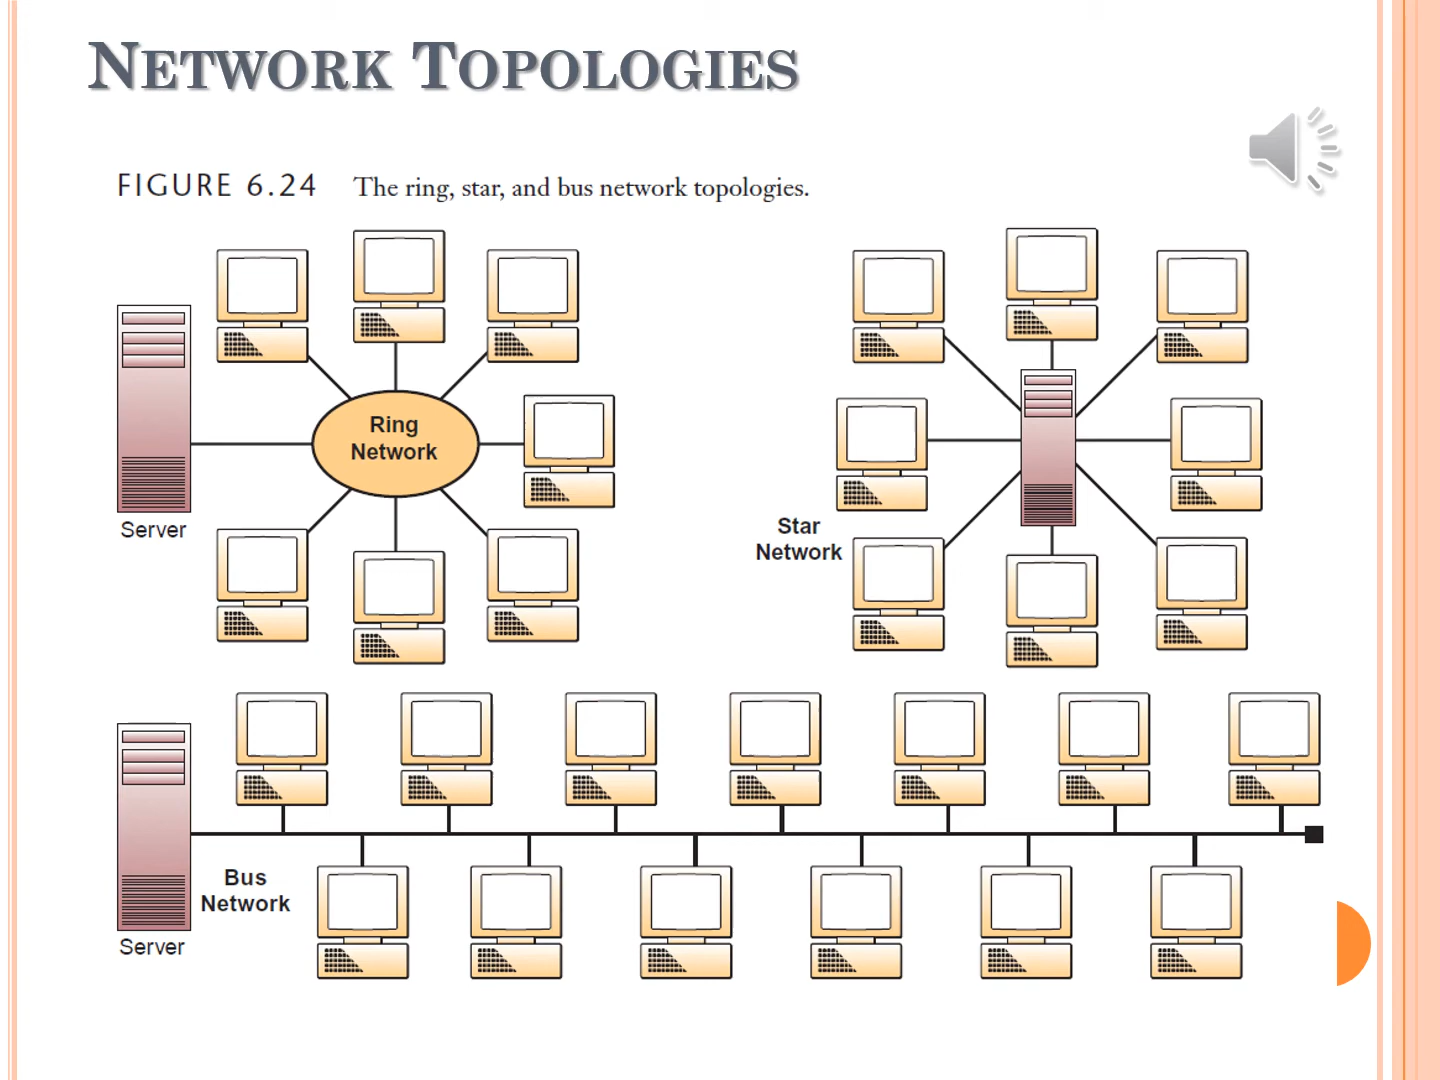 NETWORK TOPOLOGIES
FIGURE 6.24 The ring, star, and bus network topologies.
Ring
Network
Server
Star
Network
Bus
Network
Server